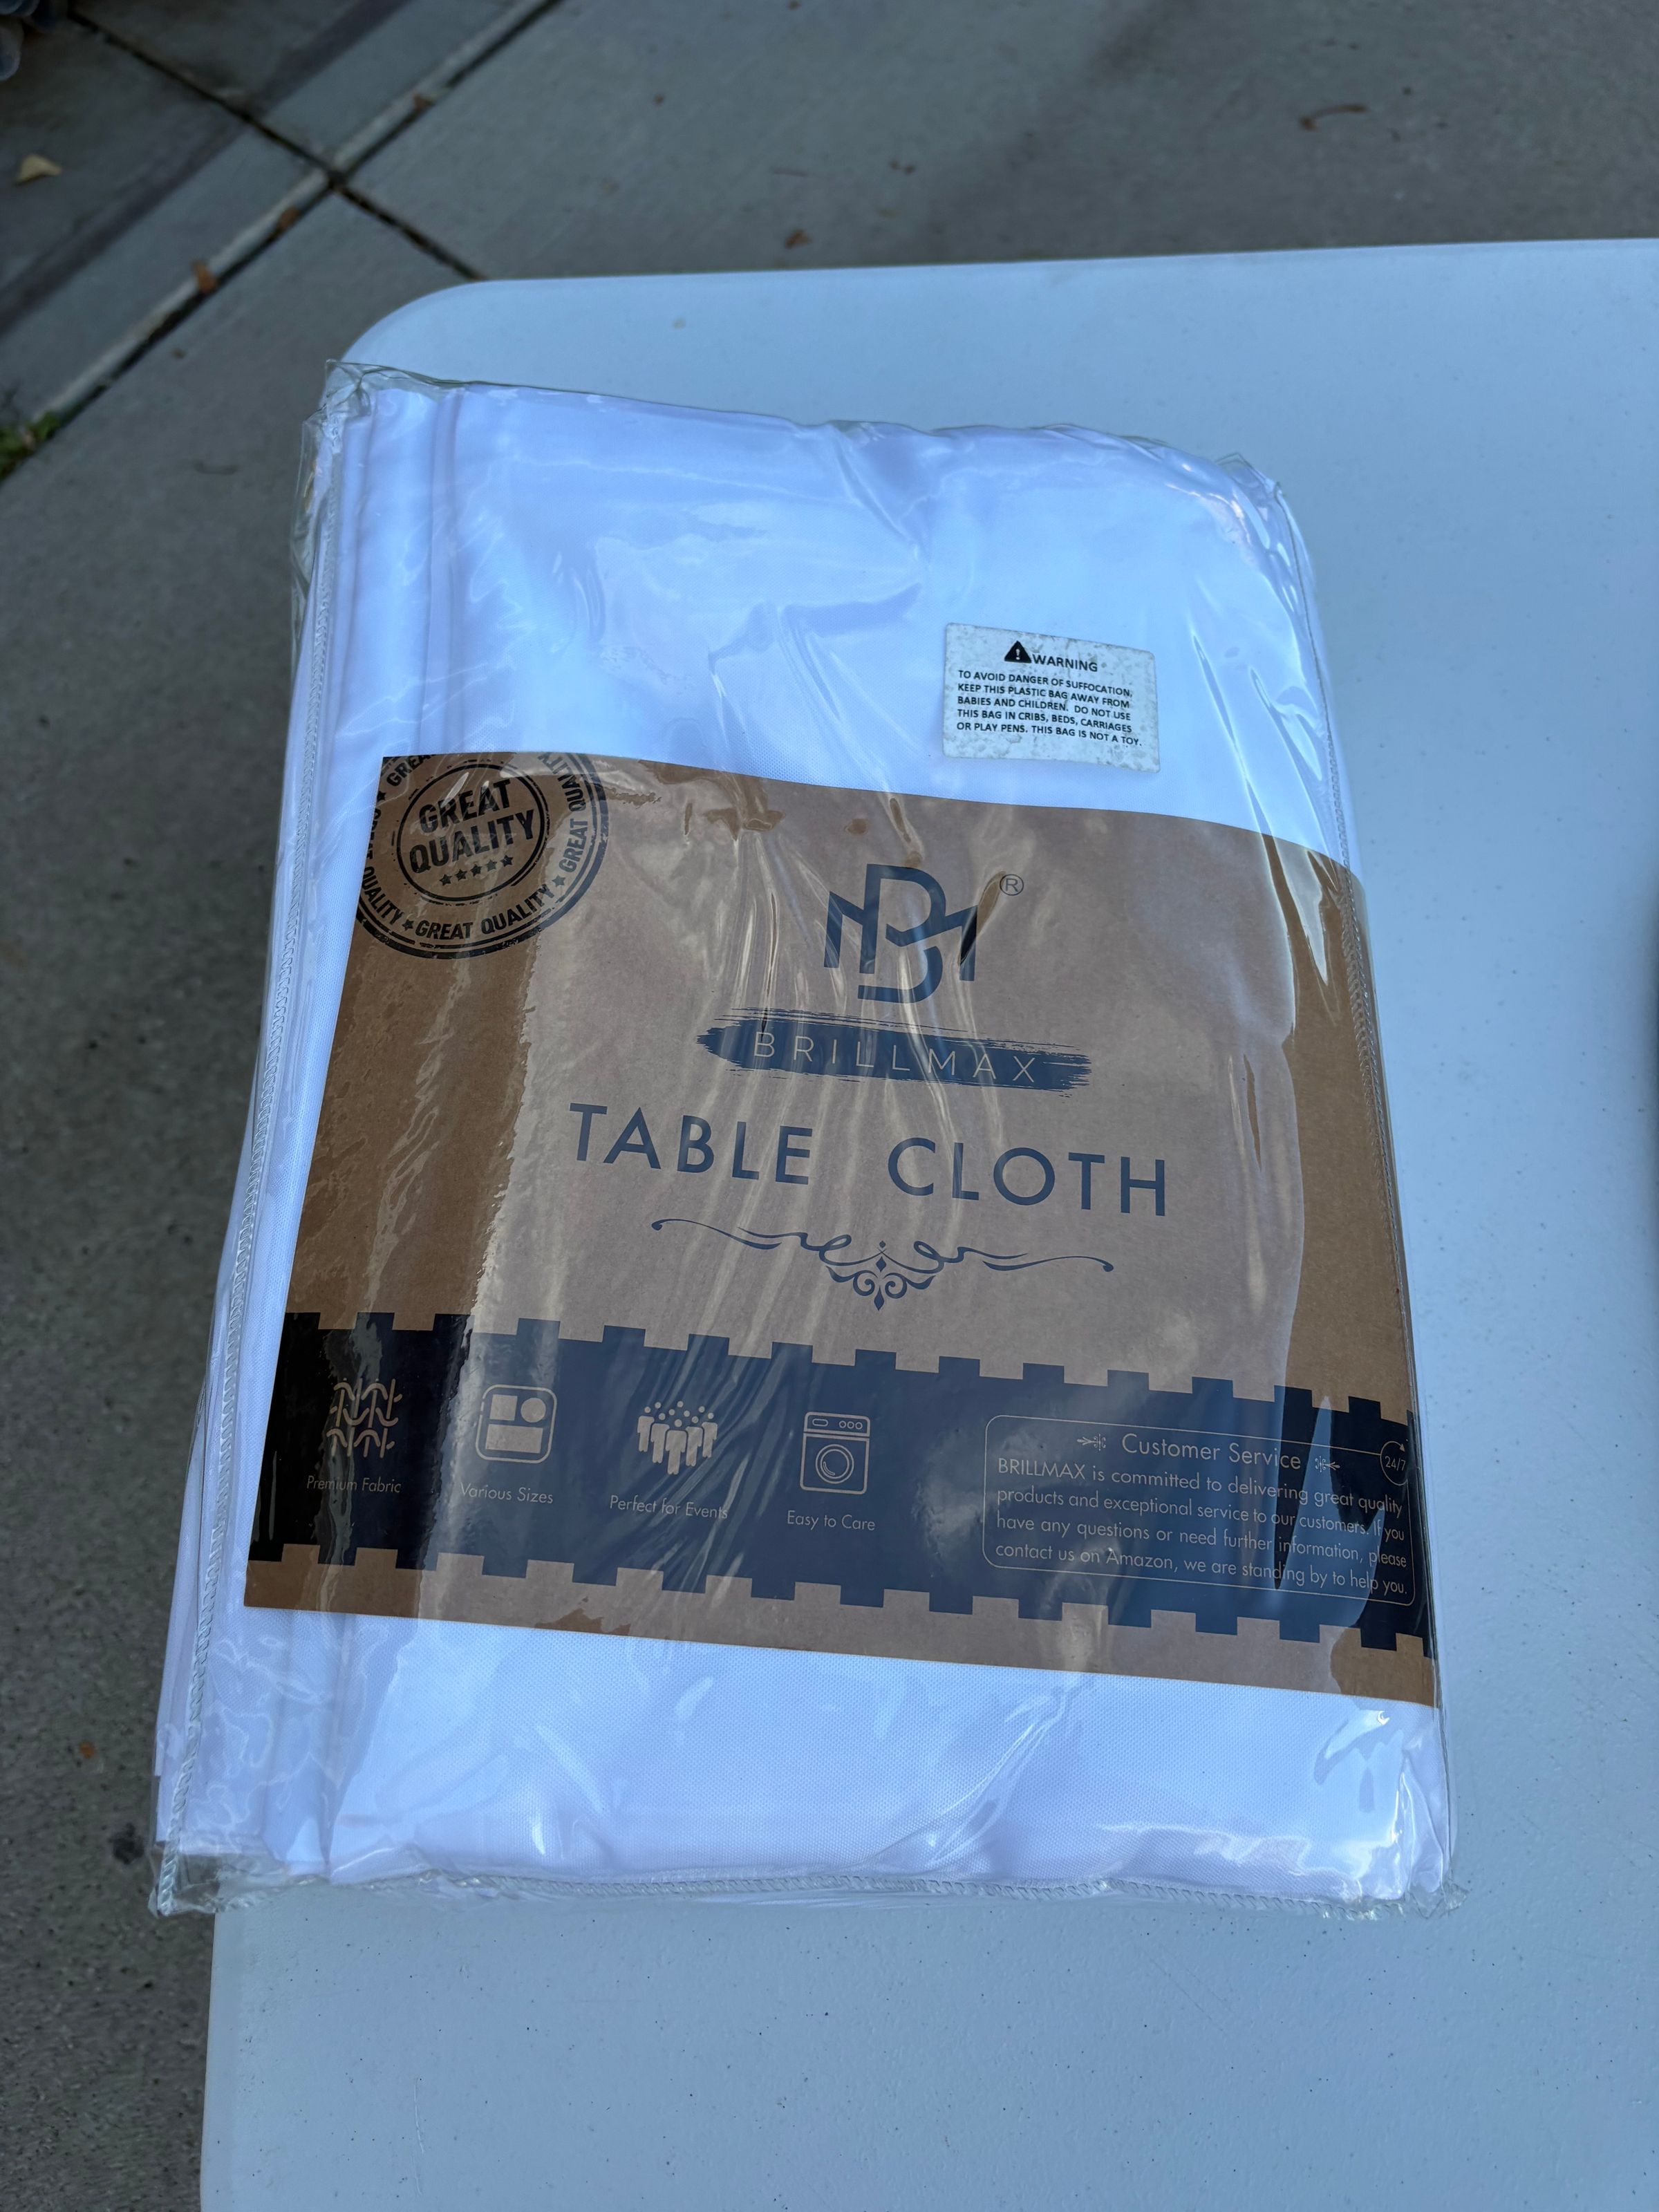 WARNING
TO AVOID DANGER OF SUFFOCATION,
KEEP THIS PLASTIC BAG AWAY FROM
BABIES AND CHILDREN. DO NOT USE
THIS BAG IN CRIBS, BEDS, CARRIAGES
OR PLAY PENS. THIS BAG IS NOT A TOY.
GREAT
QUALITY
GREAT QUALITY ★ GREAT QUALITY ★
BM®
BRILLMAX
TABLE CLOTH
Premium Fabric
Various Sizes
Perfect for Events
Easy to Care
Customer Service
24/7
BRILLMAX is committed to delivering great quality
products and exceptional service to our customers. If you
have any questions or need further information, please
contact us on Amazon, we are standing by to help you.